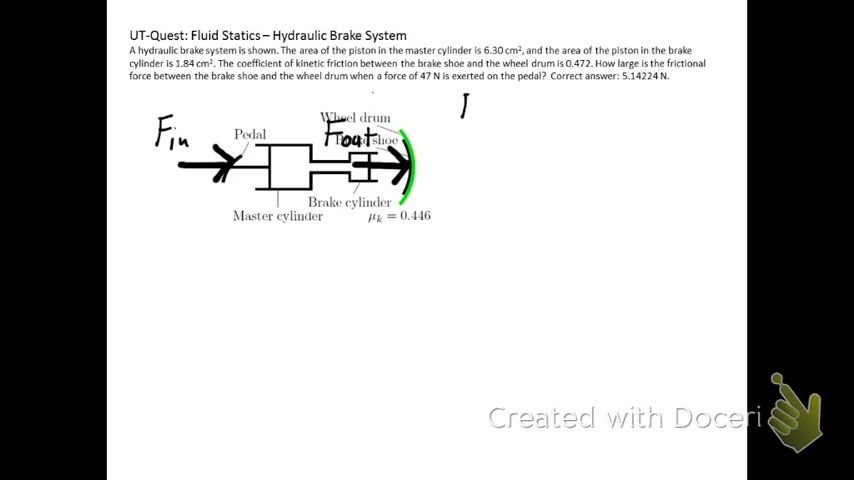 UT-Quest: Fluid Statics – Hydraulic Brake System
A hydraulic brake system is shown. The area of the piston in the master cylinder is 6.30 cm², and the area of the piston in the brake
cylinder is 1.84 cm². The coefficient of kinetic friction between the brake shoe and the wheel drum is 0.472. How large is the frictional
force between the brake shoe and the wheel drum when a force of 47 N is exerted on the pedal? Correct answer: 5.14224 N.
Wheel drum
Fin
Pedal
Fout
shoe
Brake cylinder
Master cylinder
μk = 0.446
Created with Doceri